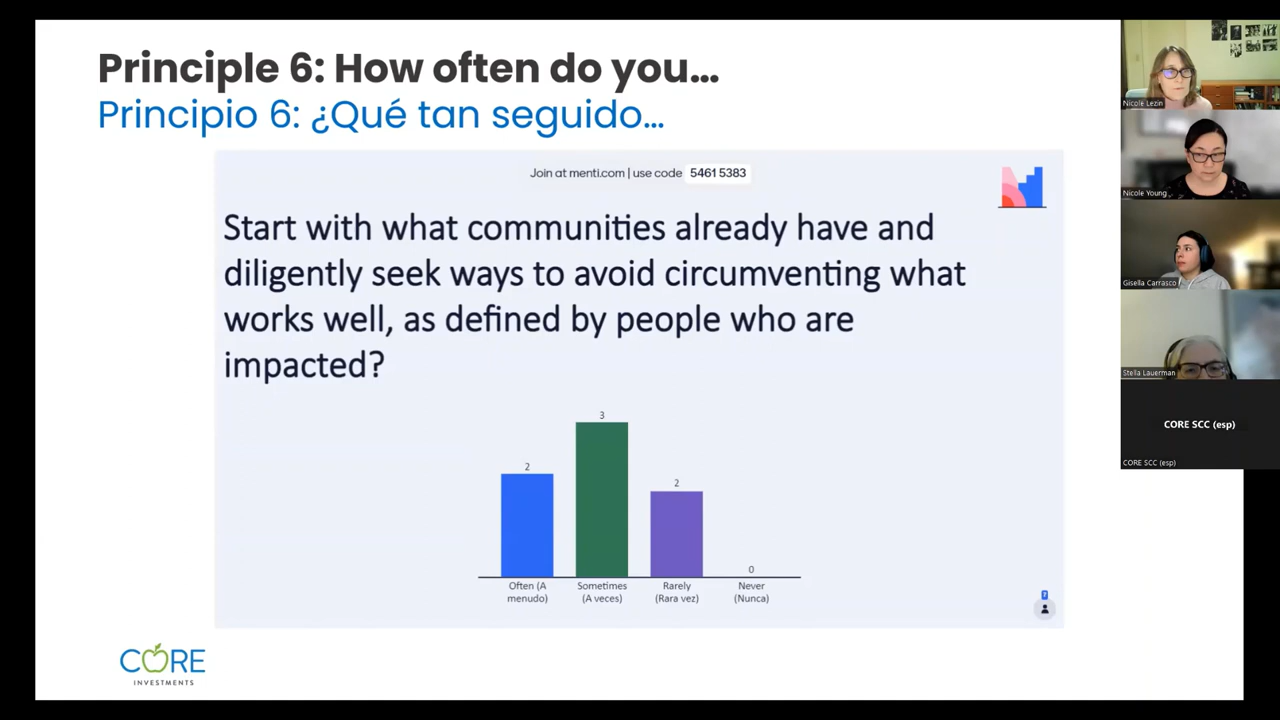 Principle 6: How often do you...
Principio 6: ¿Qué tan seguido...
Join at menti.com | use code 5461 5383
Start with what communities already have and
diligently seek ways to avoid circumventing what
works well, as defined by people who are
impacted?
2
3
2
0
Often (A
menudo)
Sometimes
(A veces)
Rarely
(Rara vez)
Never
(Nunca)
7
CORE
INVESTMENTS
Nicole Lezin
Nicole Young
Gisella Carrasco
Stella Lauerman
CORE SCC (esp)
CORE SCC (esp)